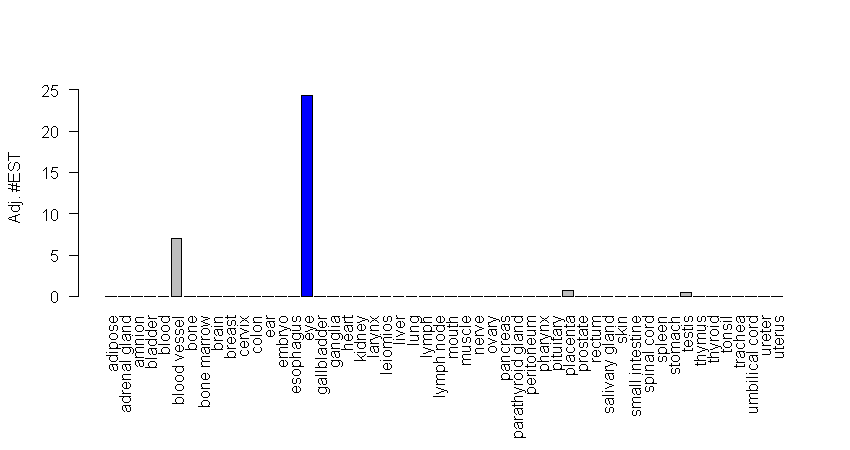 Adj. #EST
25
20
15
10
5
0
adipose
adrenal gland
amnion
bladder
blood
blood vessel
bone
bone marrow
brain
breast
cervix
colon
ear
embryo
esophagus
eye
gallbladder
ganglia
heart
kidney
larynx
leiomios
liver
lung
lymph
lymph node
mouth
muscle
nerve
ovary
pancreas
parathyroid gland
peritoneum
pharynx
pituitary
placenta
prostate
rectum
salivary gland
skin
small intestine
spinal cord
spleen
stomach
testis
thymus
thyroid
tonsil
trachea
umbilical cord
ureter
uterus